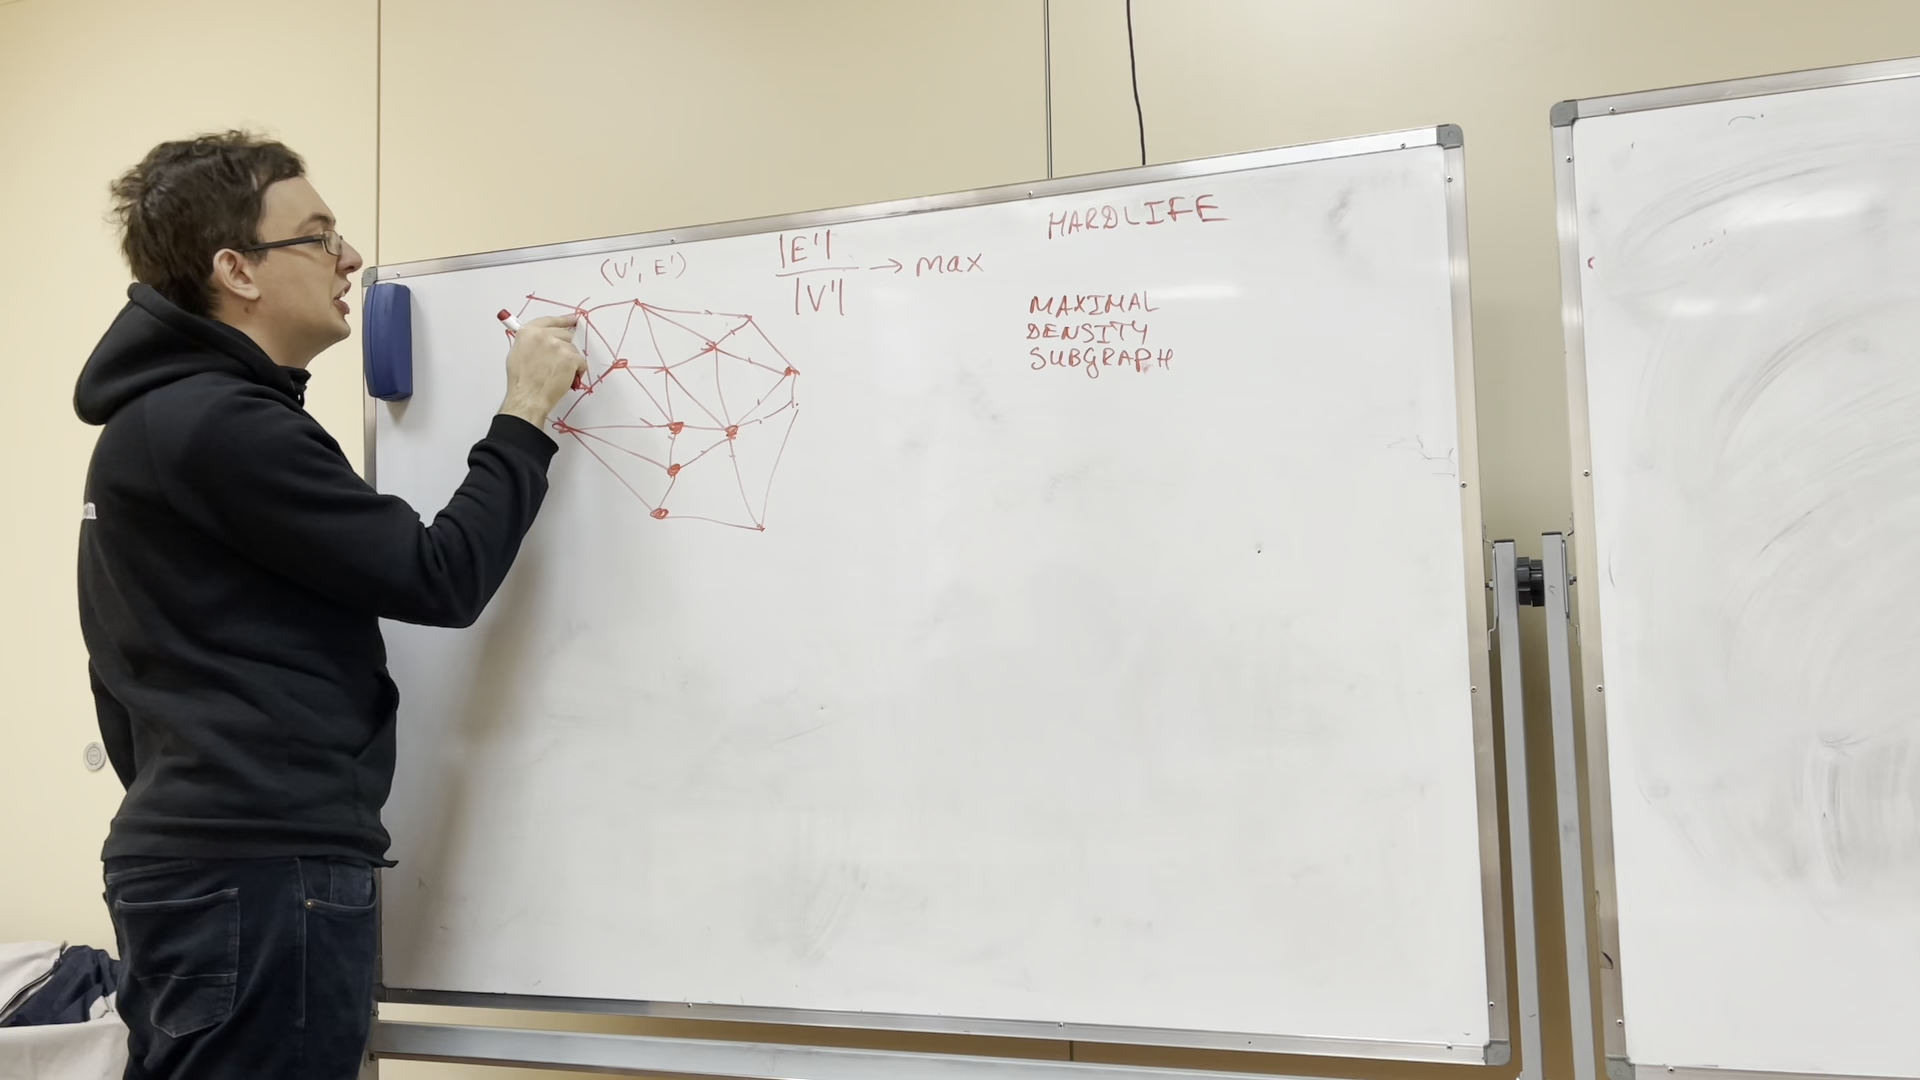 HARDLIFE
(V', E')
|E'|
|V'|
→ max
MAXIMAL
DENSITY
SUBGRAPH